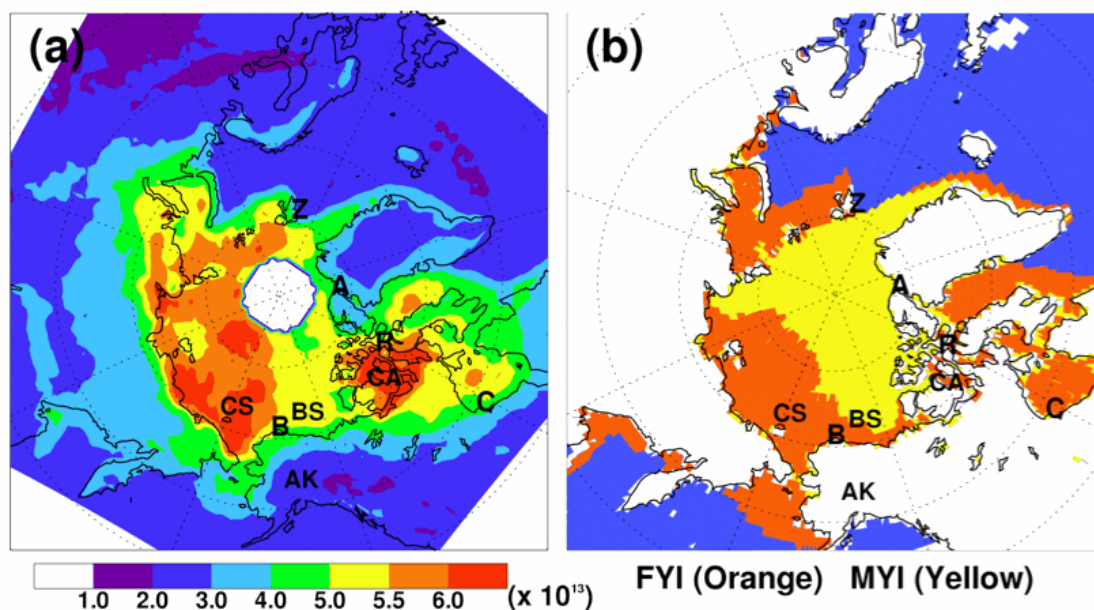 (a)
Z
A
R
CA
CS
BS
B
C
AK
1.0 2.0 3.0 4.0 5.0 5.5 6.0 (x 10¹³)
(b)
Z
A
R
CA
CS
BS
B
C
AK
FYI (Orange) MYI (Yellow)